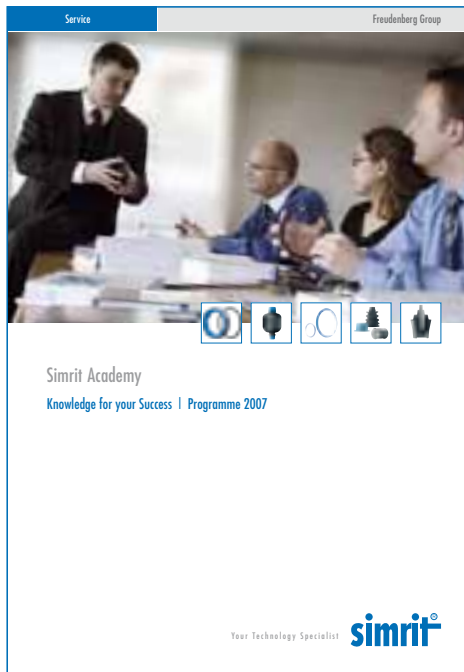 Service
Freudenberg Group
Simrit Academy
Knowledge for your Success | Programme 2007
Your Technology Specialist
simrit